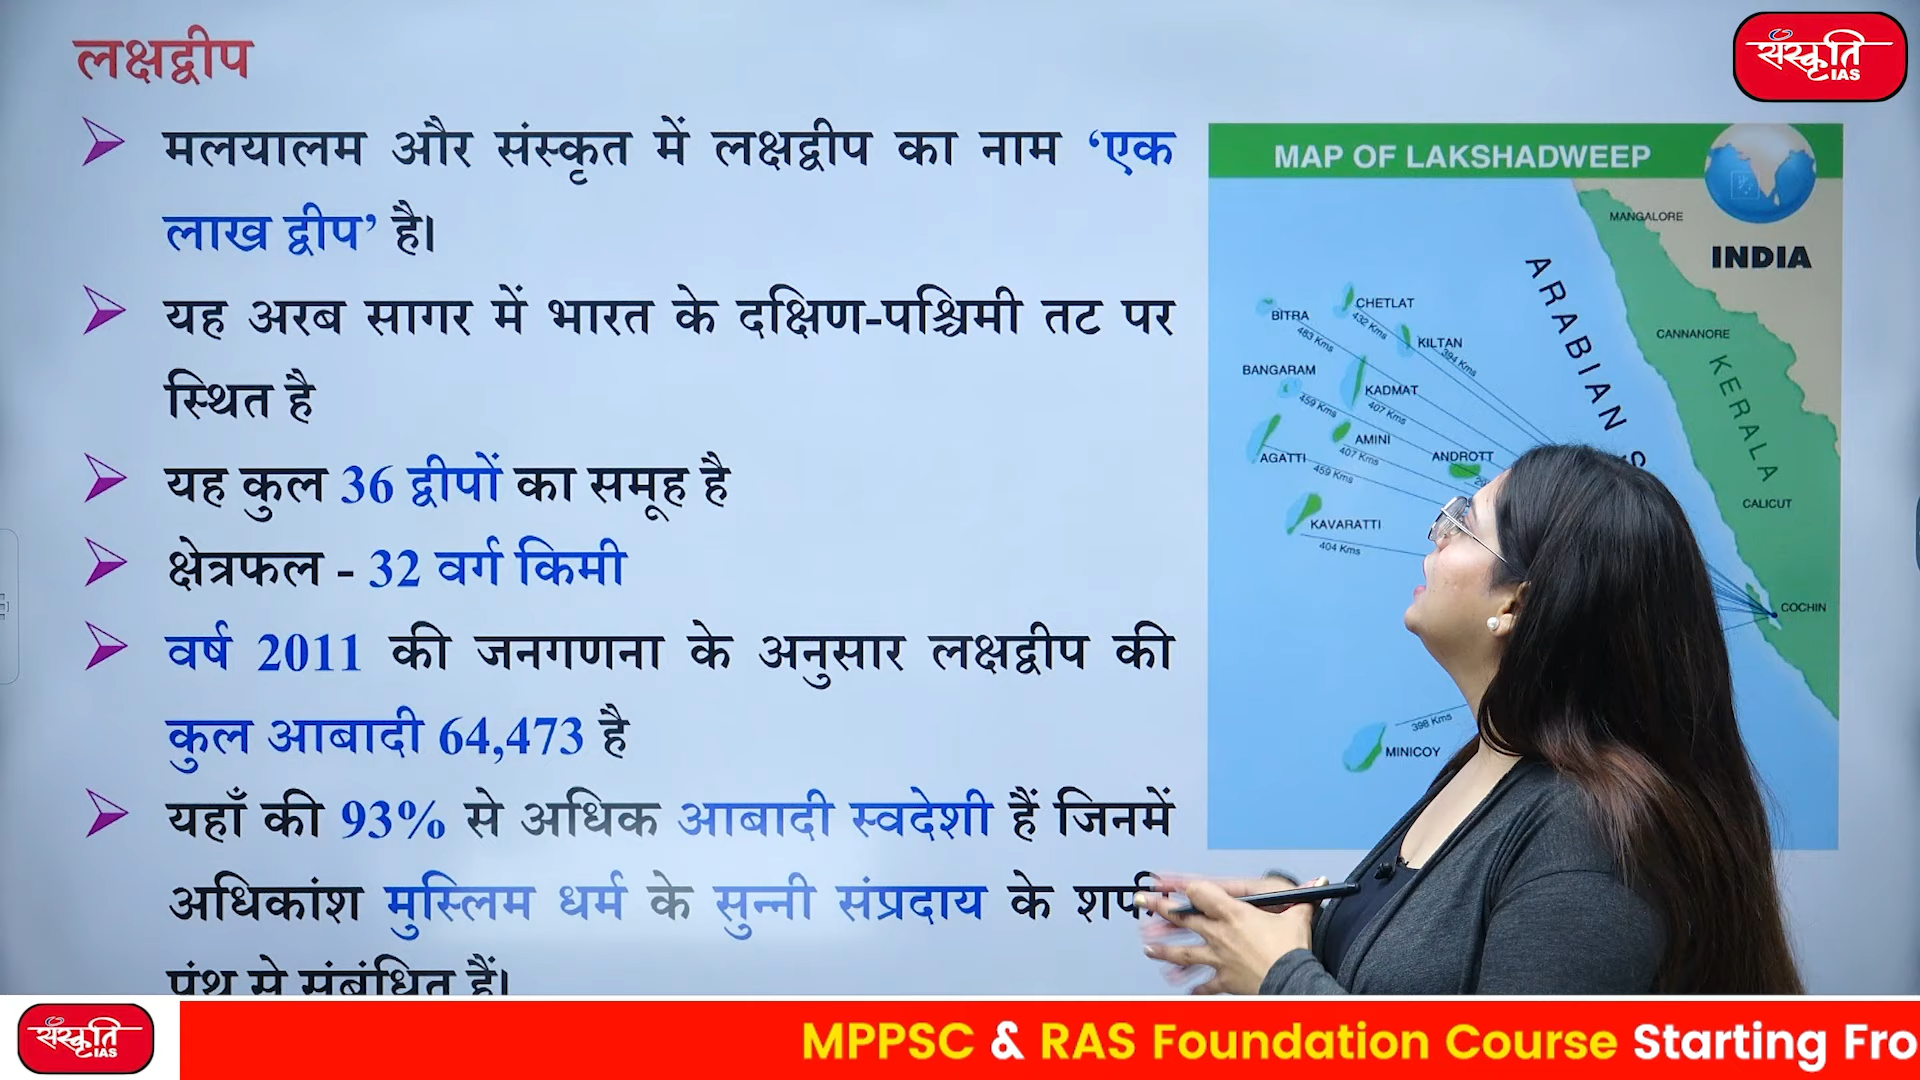 लक्षद्वीप
संस्कृति
IAS
मलयालम और संस्कृत में लक्षद्वीप का नाम ‘एक
लाख द्वीप’ है।
यह अरब सागर में भारत के दक्षिण-पश्चिमी तट पर
स्थित है
यह कुल 36 द्वीपों का समूह है
क्षेत्रफल - 32 वर्ग किमी
वर्ष 2011 की जनगणना के अनुसार लक्षद्वीप की
कुल आबादी 64,473 है
यहाँ की 93% से अधिक आबादी स्वदेशी हैं जिनमें
अधिकांश मुस्लिम धर्म के सुन्नी संप्रदाय के
पंथ से संबंधित हैं।
MAP OF LAKSHADWEEP
MANGALORE
INDIA
ARABIAN S
CHETLAT
432 Kms
BITRA
483 Kms
KILTAN
394 Kms
CANNANORE
KERALA
BANGARAM
459 Kms
KADMAT
407 Kms
AMINI
407 Kms
ANDROTT
AGATTI
459 Kms
CALICUT
KAVARATTI
404 Kms
COCHIN
398 Kms
MINICOY
संस्कृति
IAS
MPPSC & RAS Foundation Course Starting Fro